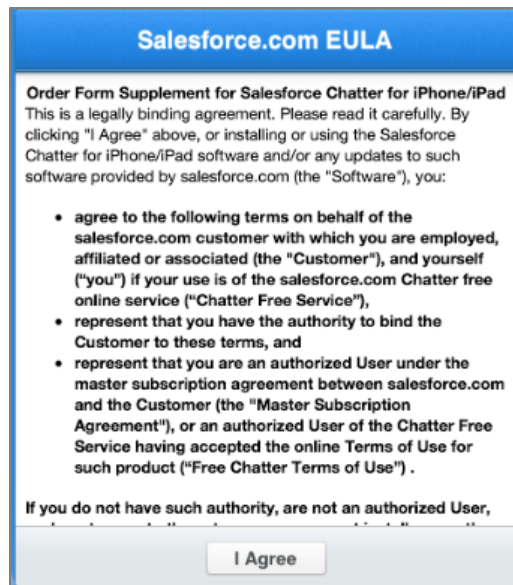 Salesforce.com EULA
Order Form Supplement for Salesforce Chatter for iPhone/iPad
This is a legally binding agreement. Please read it carefully. By
clicking "I Agree" above, or installing or using the Salesforce
Chatter for iPhone/iPad software and/or any updates to such
software provided by salesforce.com (the "Software"), you:
• agree to the following terms on behalf of the
salesforce.com customer with which you are employed,
affiliated or associated (the "Customer"), and yourself
(“you”) if your use is of the salesforce.com Chatter free
online service (“Chatter Free Service”),
• represent that you have the authority to bind the
Customer to these terms, and
• represent that you are an authorized User under the
master subscription agreement between salesforce.com
and the Customer (the "Master Subscription
Agreement"), or an authorized User of the Chatter Free
Service having accepted the online Terms of Use for
such product (“Free Chatter Terms of Use”) .
If you do not have such authority, are not an authorized User,
I Agree